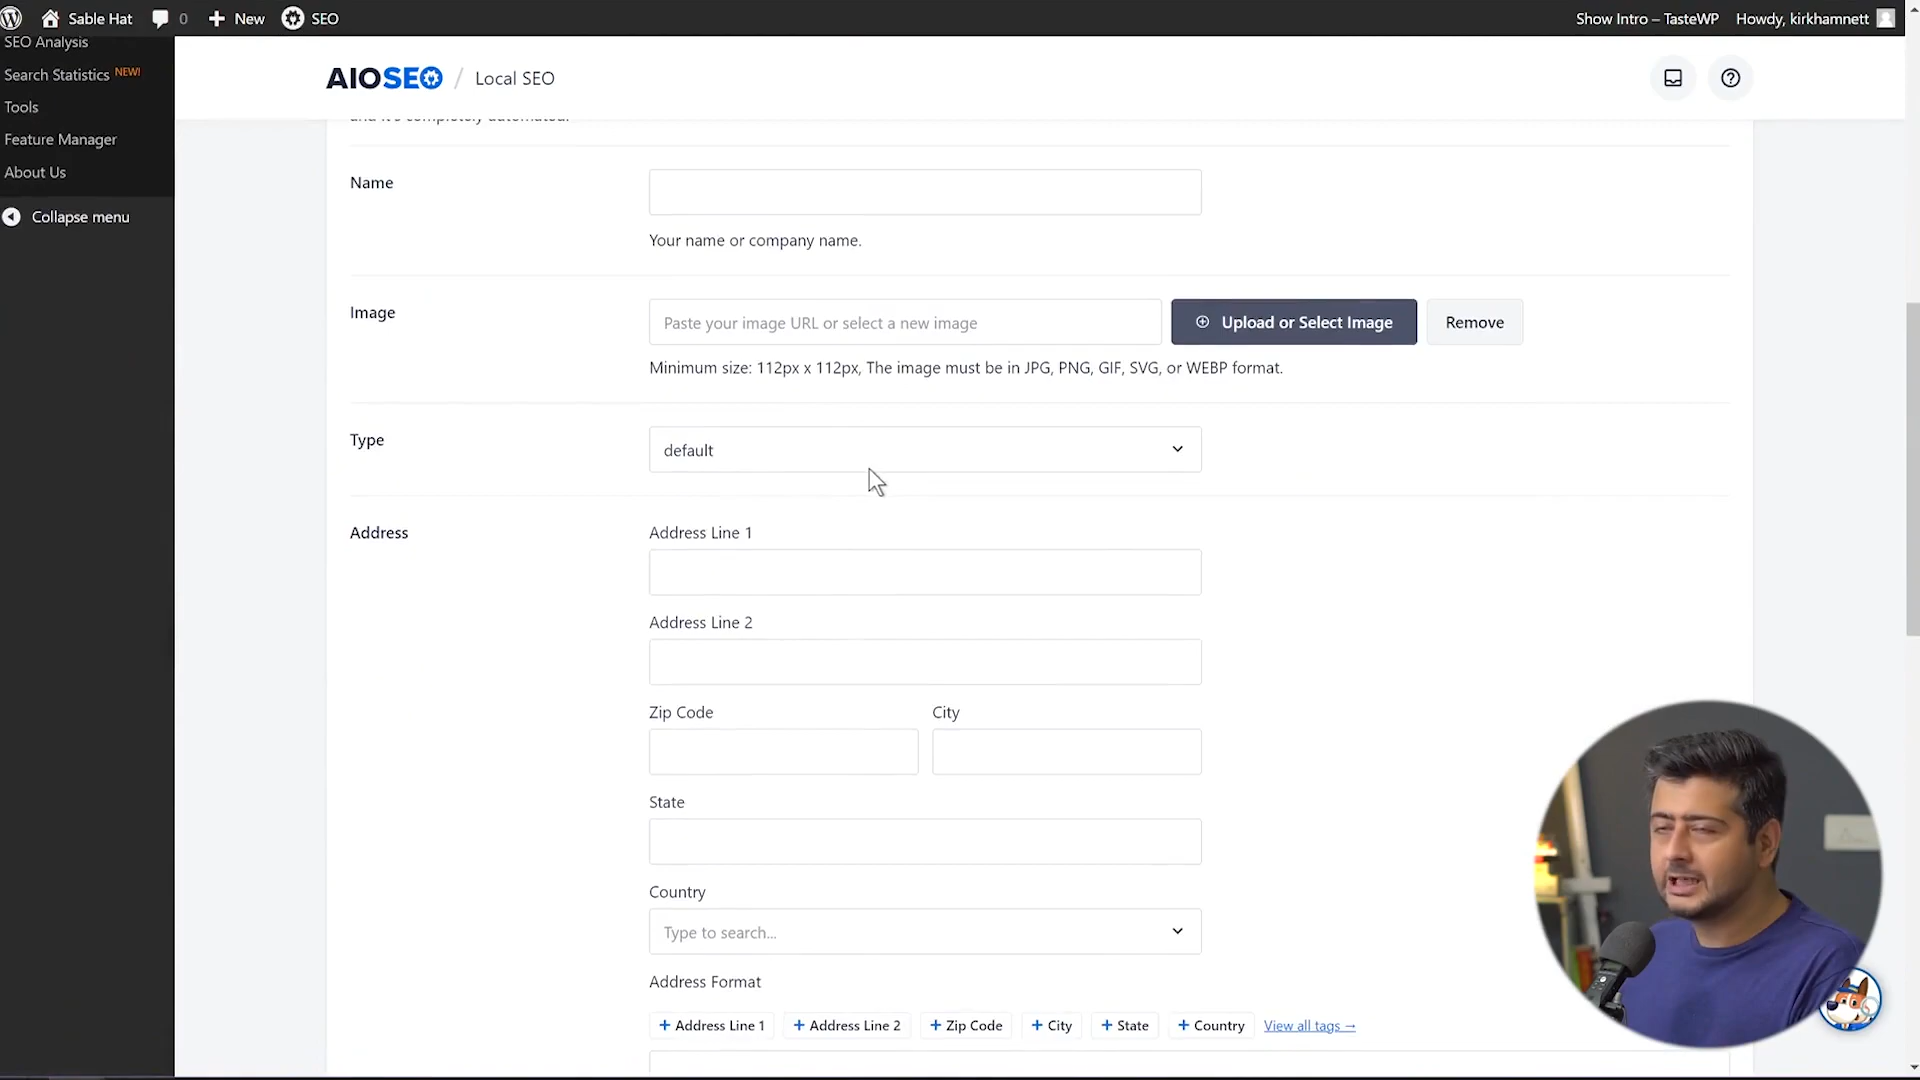 Sable Hat 0 New SEO Show Intro – TasteWP Howdy, kirkhamnett
SEO Analysis
Search Statistics NEW!
Tools
Feature Manager
About Us
Collapse menu
AIOSEO / Local SEO
and it's completely automated.
Name
Your name or company name.
Image
Paste your image URL or select a new image Upload or Select Image Remove
Minimum size: 112px x 112px, The image must be in JPG, PNG, GIF, SVG, or WEBP format.
Type
default
Address
Address Line 1
Address Line 2
Zip Code City
State
Country
Type to search...
Address Format
+ Address Line 1 + Address Line 2 + Zip Code + City + State + Country View all tags →